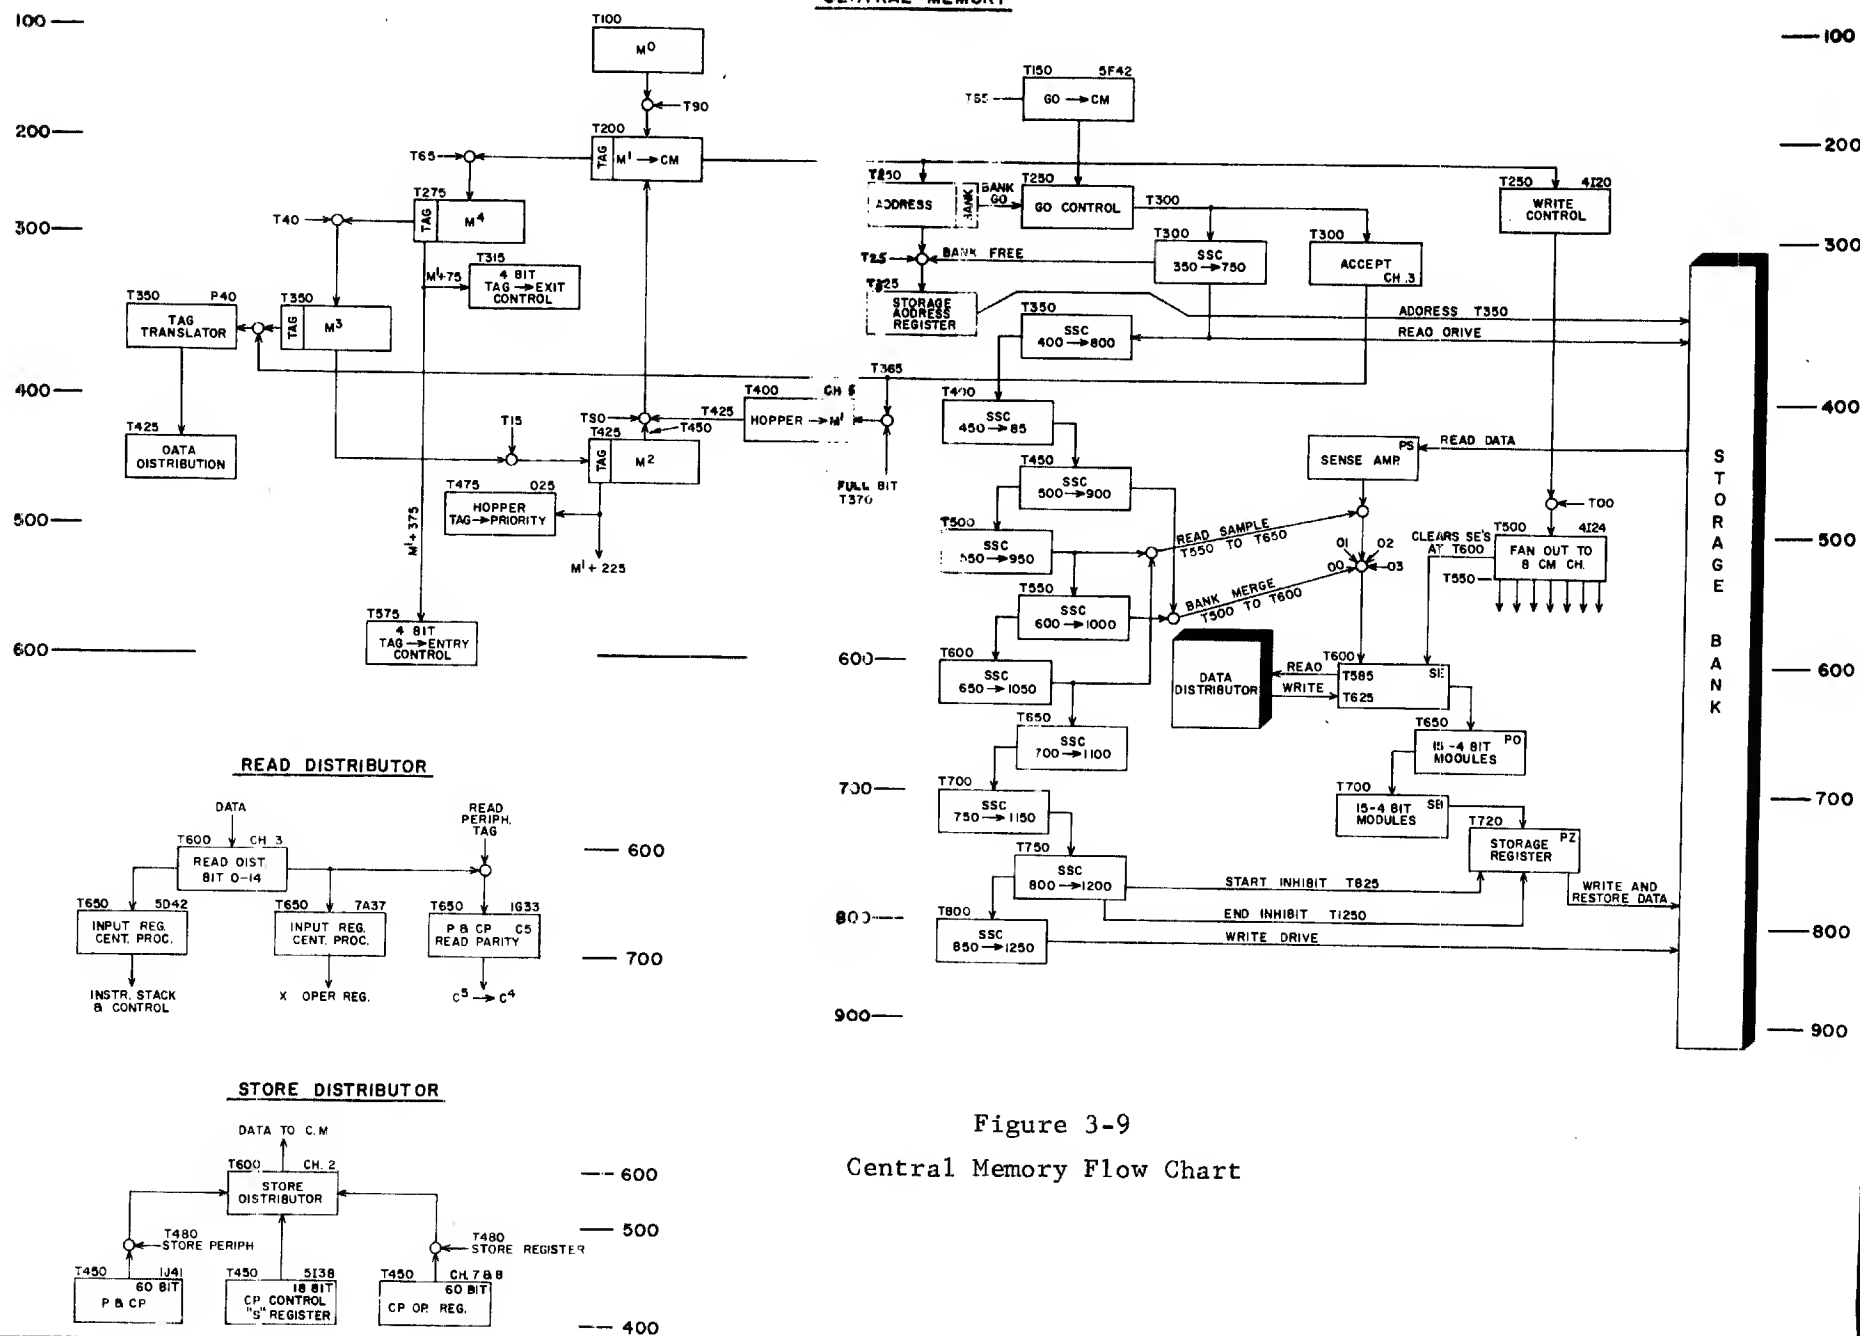 CENTRAL MEMORY
100
200
300
400
500
600
T100
M⁰
T90
T200
TAG
M¹ → CM
T65
T275
TAG
M⁴
T40
M¹+75
T315
4 BIT
TAG → EXIT
CONTROL
T350 P40
TAG
TRANSLATOR
T350
TAG
M³
T425
DATA
DISTRIBUTION
T15
T50
T425
T450
T425
TAG
M²
T475 O25
HOPPER
TAG → PRIORITY
M¹+375
M¹+225
T575
4 BIT
TAG → ENTRY
CONTROL
T400 CH 5
HOPPER → M¹
T365
FULL BIT
T370
100
200
300
400
500
600
700
800
900
T150 5F42
T65
GO → CM
T250
ADDRESS
BANK
BANK
GO
T250
GO CONTROL
T300
T250 4I20
WRITE
CONTROL
T25
BANK FREE
T300
SSC
350 → 750
T300
ACCEPT
CH.3
T325
STORAGE
ADDRESS
REGISTER
ADDRESS T350
READ DRIVE
T350
SSC
400 → 800
T400
SSC
450 → 85
T450
SSC
500 → 900
T500
SSC
550 → 950
T550
SSC
600 → 1000
T600
SSC
650 → 1050
T650
SSC
700 → 1100
T700
SSC
750 → 1150
T750
SSC
800 → 1200
T800
SSC
850 → 1250
PS
SENSE AMP.
READ DATA
READ SAMPLE
T550 TO T650
BANK MERGE
T500 TO T600
01
02
00
03
T00
CLEARS SE'S
AT T600
T500 4I24
FAN OUT TO
8 CM CH.
T550
DATA
DISTRIBUTOR
READ
WRITE
T600
T585
SE
T625
T650
PO
15-4 BIT
MODULES
T700
15-4 BIT
SEI
MODULES
T720
PZ
STORAGE
REGISTER
START INHIBIT T825
END INHIBIT T1250
WRITE DRIVE
WRITE AND
RESTORE DATA
STORAGE BANK
600
700
800
900
READ DISTRIBUTOR
DATA
READ
PERIPH.
TAG
T600 CH 3
READ DIST.
BIT 0-14
T650 5D42
INPUT REG.
CENT. PROC.
T650 7A37
INPUT REG.
CENT. PROC.
T650 1G33
P & CP C5
READ PARITY
INSTR. STACK
& CONTROL
X OPER REG.
C⁵ → C⁴
600
700
STORE DISTRIBUTOR
DATA TO C.M
T600 CH.2
STORE
DISTRIBUTOR
T480
STORE PERIPH
T480
STORE REGISTER
T450 1J41
60 BIT
P & CP
T450 5I38
18 BIT
CP CONTROL
"S" REGISTER
T450 CH.7 & 8
60 BIT
CP OP. REG.
600
500
400
Figure 3-9
Central Memory Flow Chart